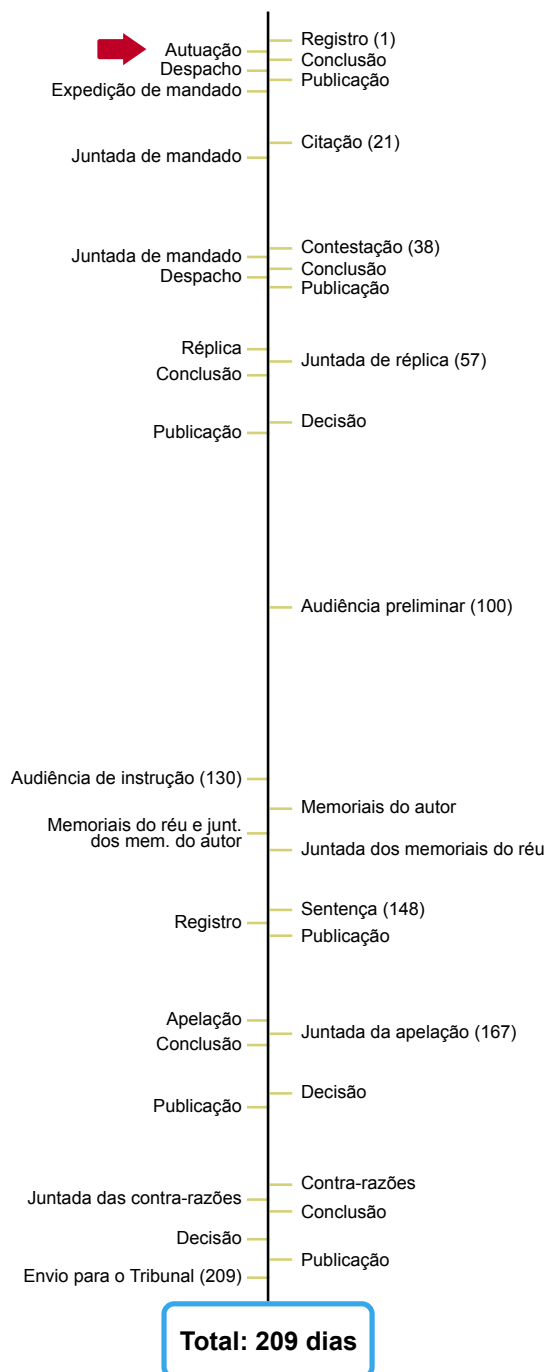 Registro (1)
Autuação
Conclusão
Despacho
Publicação
Expedição de mandado
Citação (21)
Juntada de mandado
Contestação (38)
Juntada de mandado
Conclusão
Despacho
Publicação
Réplica
Juntada de réplica (57)
Conclusão
Decisão
Publicação
Audiência preliminar (100)
Audiência de instrução (130)
Memoriais do autor
Memoriais do réu e junt.
dos mem. do autor
Juntada dos memoriais do réu
Sentença (148)
Registro
Publicação
Apelação
Juntada da apelação (167)
Conclusão
Decisão
Publicação
Contra-razões
Juntada das contra-razões
Conclusão
Decisão
Publicação
Envio para o Tribunal (209)
Total: 209 dias